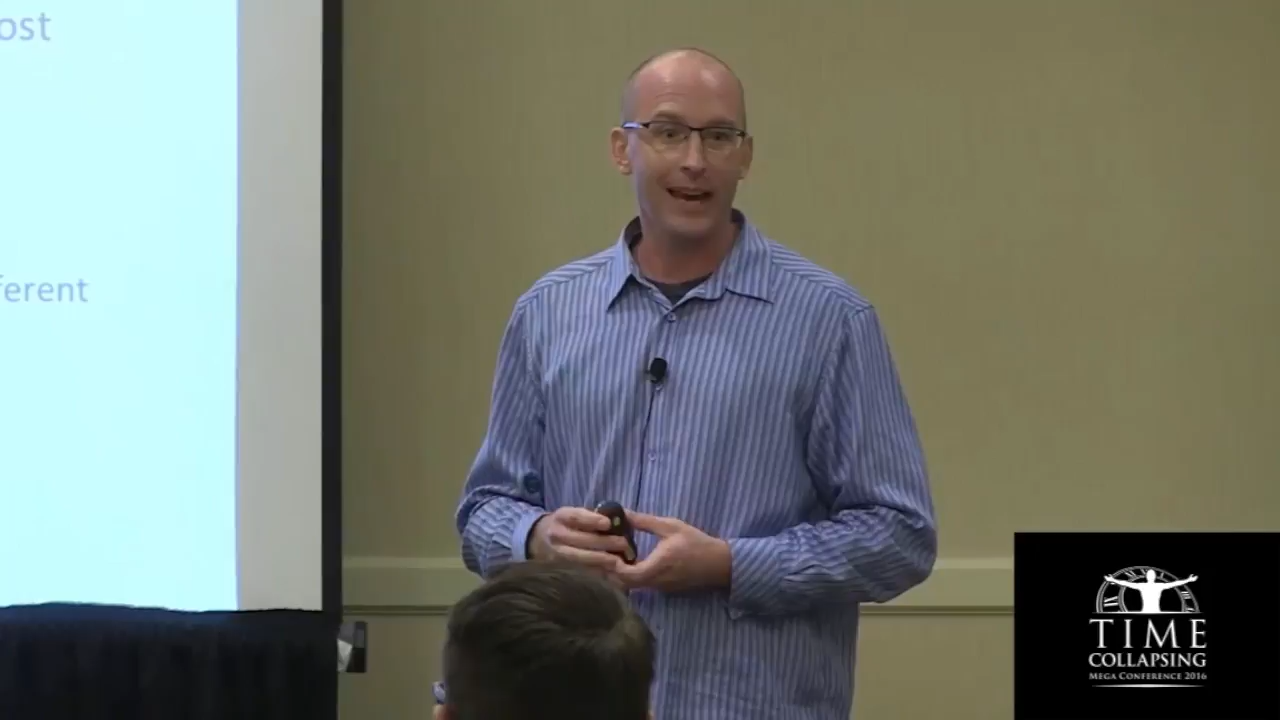 ost
ferent
TIME
COLLAPSING
MEGA CONFERENCE 2016